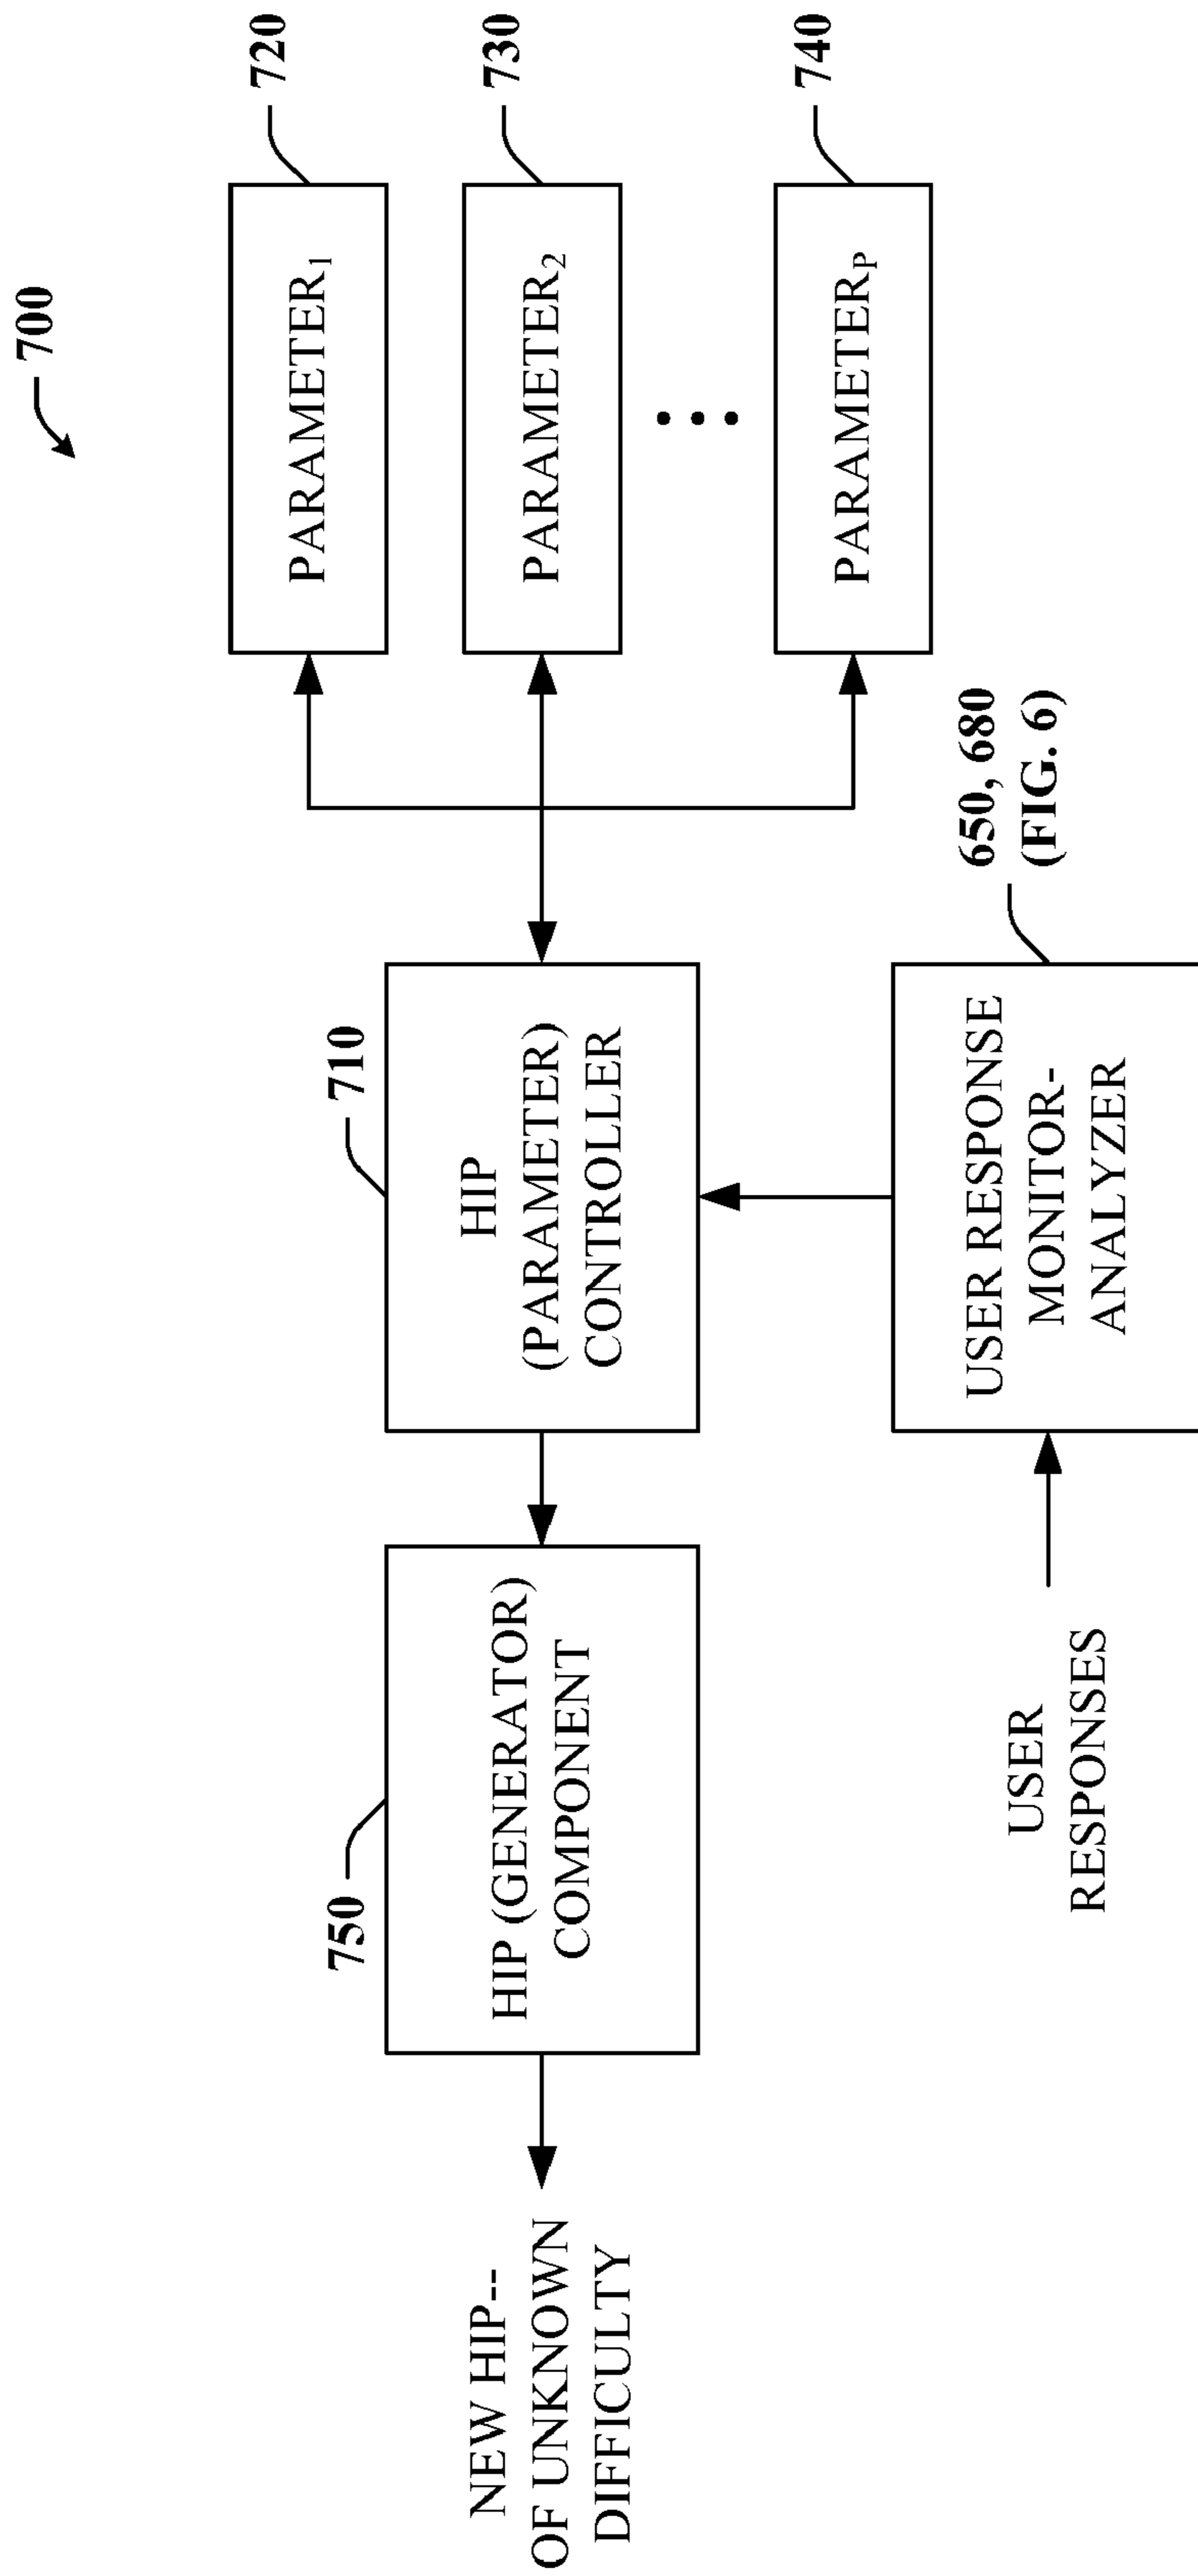 700
720
PARAMETER1
730
PARAMETER2
740
PARAMETERP
710
HIP
(PARAMETER)
CONTROLLER
650, 680
(FIG. 6)
USER RESPONSE
MONITOR-
ANALYZER
750
HIP (GENERATOR)
COMPONENT
USER
RESPONSES
NEW HIP--
OF UNKNOWN
DIFFICULTY